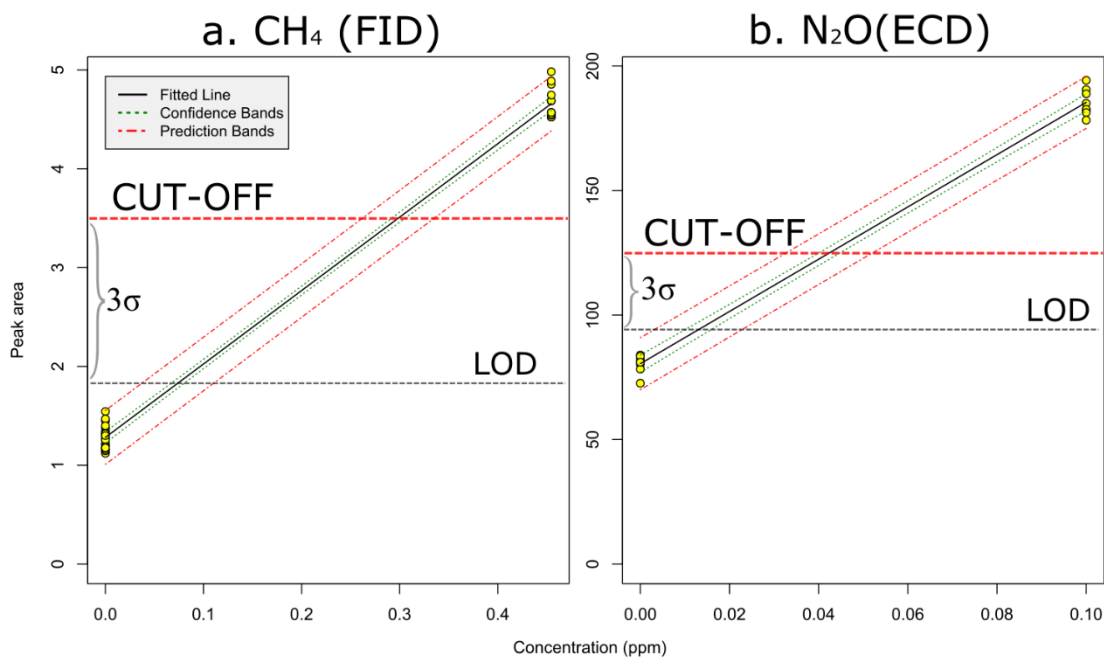 a. CH₄ (FID)
b. N₂O(ECD)
Fitted Line
Confidence Bands
Prediction Bands
CUT-OFF
3σ
LOD
CUT-OFF
3σ
LOD
Peak area
5
4
3
2
1
0
0.0 0.1 0.2 0.3 0.4
200
150
100
50
0
0.00 0.02 0.04 0.06 0.08 0.10
Concentration (ppm)